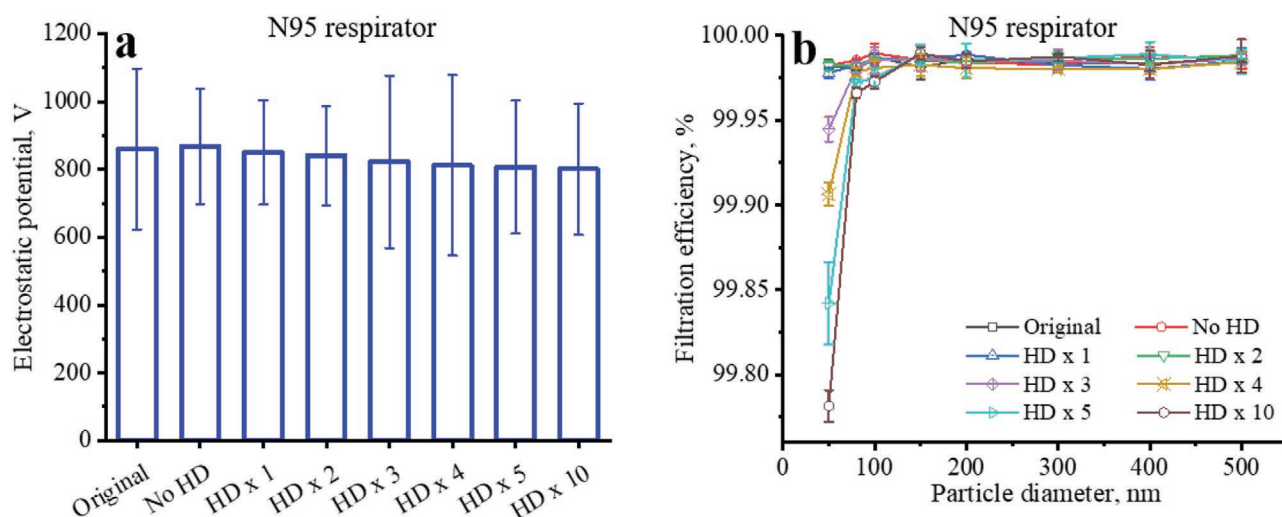 a
N95 respirator
Electrostatic potential, V
1200
1000
800
600
400
200
0
Original
No HD
HD x 1
HD x 2
HD x 3
HD x 4
HD x 5
HD x 10
b
N95 respirator
Filtration efficiency, %
100.00
99.95
99.90
99.85
99.80
Original
No HD
HD x 1
HD x 2
HD x 3
HD x 4
HD x 5
HD x 10
0
100
200
300
400
500
Particle diameter, nm